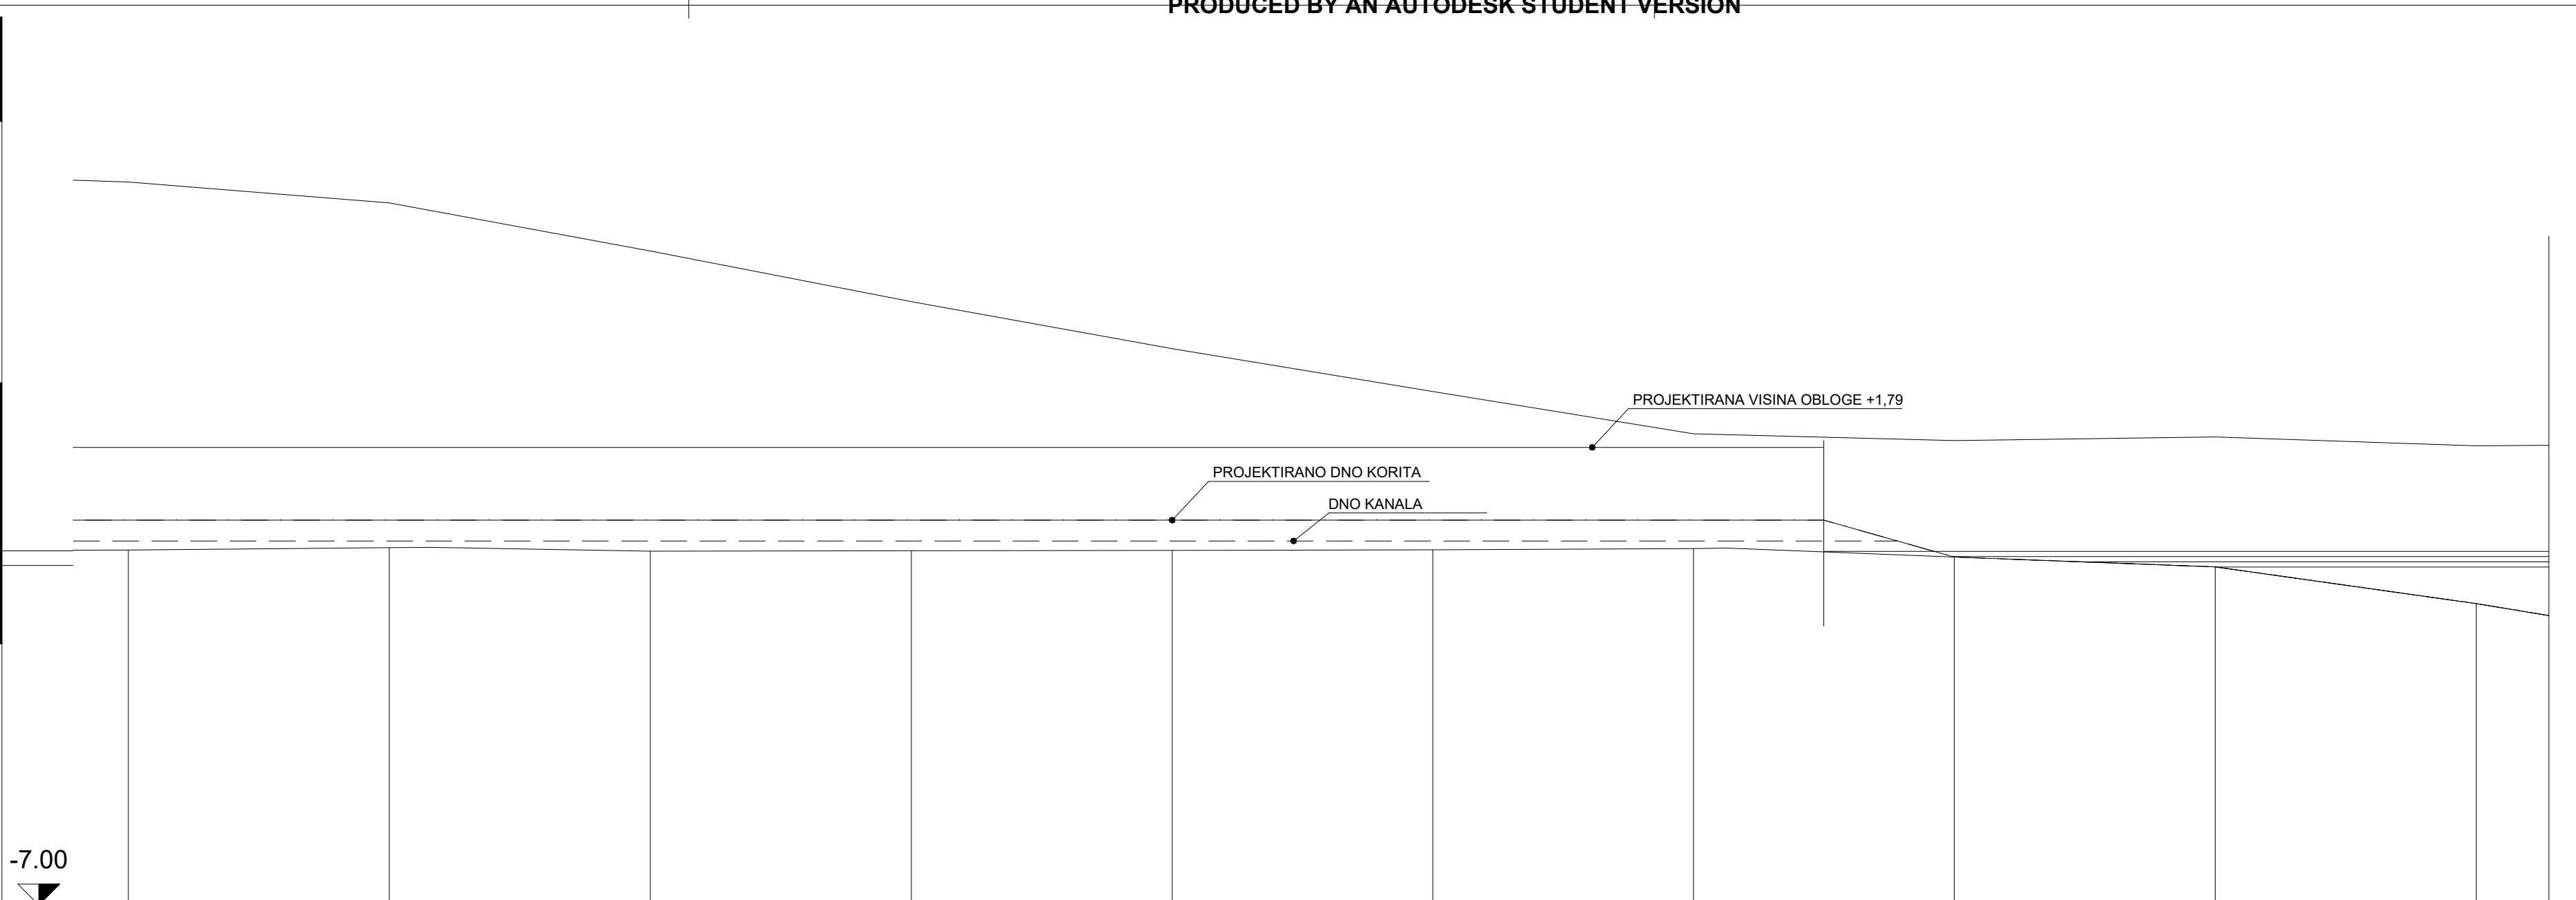 PRODUCED BY AN AUTODESK STUDENT VERSION
PROJEKTIRANA VISINA OBLOGE +1,79
PROJEKTIRANO DNO KORITA
DNO KANALA
-7.00